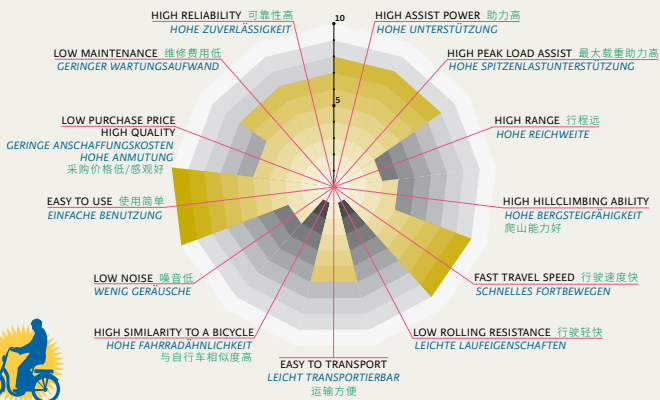 10
5
HIGH RELIABILITY 可靠性高
HOHE ZUVERLÄSSIGKEIT
HIGH ASSIST POWER 助力高
HOHE UNTERSTÜTZUNG
LOW MAINTENANCE 维修费用低
GERINGER WARTUNGSAUFWAND
HIGH PEAK LOAD ASSIST 最大载重助力高
HOHE SPITZENLASTUNTERSTÜTZUNG
LOW PURCHASE PRICE
HIGH QUALITY
GERINGE ANSCHAFFUNGSKOSTEN
HOHE ANMUTUNG
采购价格低/感观好
HIGH RANGE 行程远
HOHE REICHWEITE
EASY TO USE 使用简单
EINFACHE BENUTZUNG
HIGH HILLCLIMBING ABILITY
HOHE BERGSTEIGFÄHIGKEIT
爬山能力好
LOW NOISE 噪音低
WENIG GERÄUSCHE
FAST TRAVEL SPEED 行驶速度快
SCHNELLES FORTBEWEGEN
HIGH SIMILARITY TO A BICYCLE
HOHE FAHRRADÄHNLICHKEIT
与自行车相似度高
LOW ROLLING RESISTANCE 行驶轻快
LEICHTE LAUFEIGENSCHAFTEN
EASY TO TRANSPORT
LEICHT TRANSPORTIERBAR
运输方便